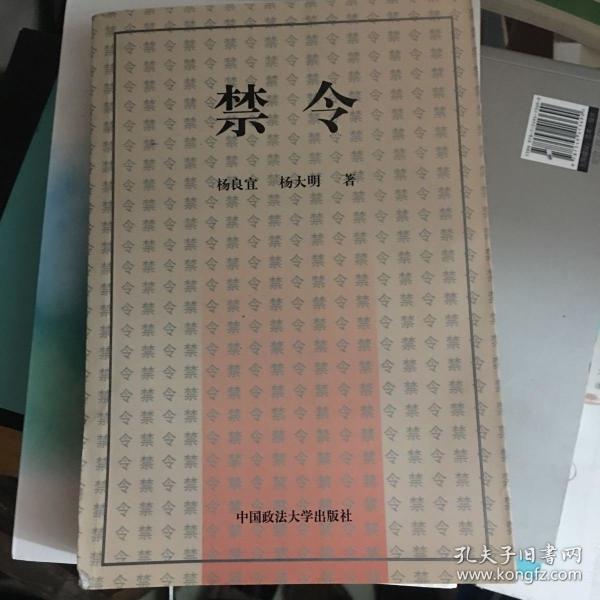 禁令
杨良宜 杨大明 著
中国政法大学出版社
孔夫子旧书网
www.kongfz.com